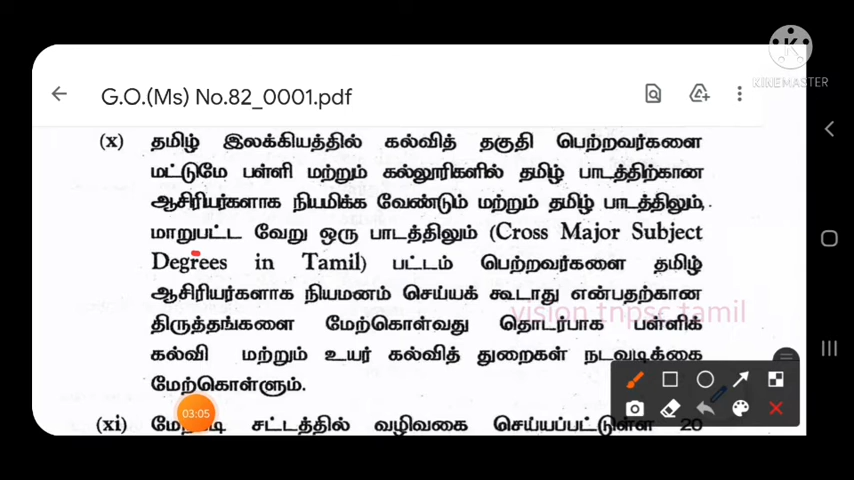 KINEMASTER
G.O.(Ms) No.82_0001.pdf
(x) தமிழ் இலக்கியத்தில் கல்வித் தகுதி பெற்றவர்களை
மட்டுமே பள்ளி மற்றும் கல்லூரிகளில் தமிழ் பாடத்திற்கான
ஆசிரியர்களாக நியமிக்க வேண்டும் மற்றும் தமிழ் பாடத்திலும்,
மாறுபட்ட வேறு ஒரு பாடத்திலும் (Cross Major Subject
Degrees in Tamil) பட்டம் பெற்றவர்களை தமிழ்
ஆசிரியர்களாக நியமனம் செய்யக் கூடாது என்பதற்கான
vision tnpsc tamil
திருத்தங்களை மேற்கொள்வது தொடர்பாக பள்ளிக்
கல்வி மற்றும் உயர் கல்வித் துறைகள் நடவடிக்கை
மேற்கொள்ளும்.
03:05
(xi) சட்டத்தில் வழிவகை செய்யப்பட்டுள்ள 20